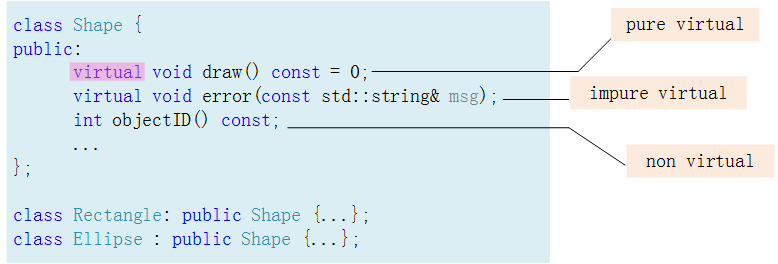 class Shape {
public:
virtual void draw() const = 0;
virtual void error(const std::string& msg);
int objectID() const;
...
};
class Rectangle: public Shape {...};
class Ellipse : public Shape {...};
pure virtual
impure virtual
non virtual